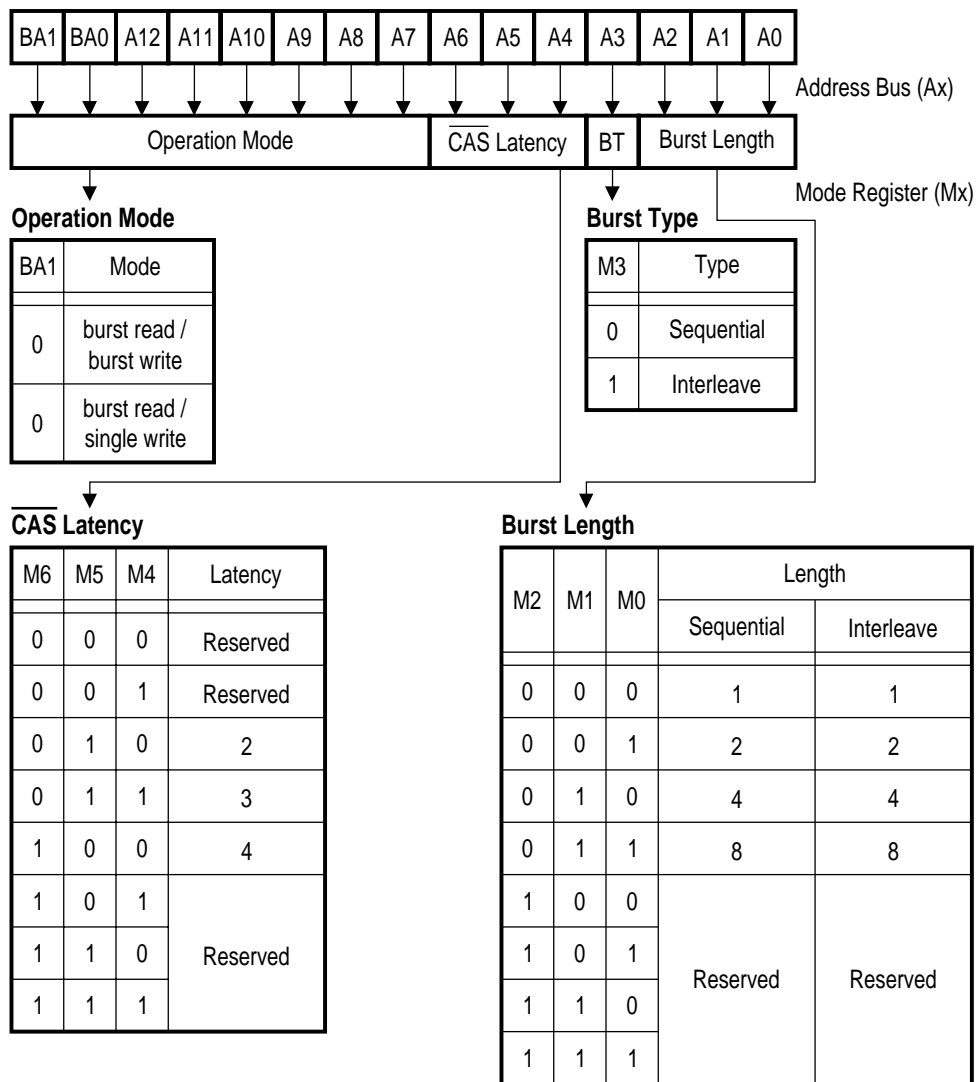 BA1 BA0 A12 A11 A10 A9 A8 A7 A6 A5 A4 A3 A2 A1 A0
Address Bus (Ax)
Operation Mode CAS Latency BT Burst Length
Mode Register (Mx)
Operation Mode
BA1 Mode
0 burst read /
burst write
0 burst read /
single write
Burst Type
M3 Type
0 Sequential
1 Interleave
CAS Latency
M6 M5 M4 Latency
0 0 0 Reserved
0 0 1 Reserved
0 1 0 2
0 1 1 3
1 0 0 4
1 0 1
1 1 0 Reserved
1 1 1
Burst Length
M2 M1 M0 Length
Sequential Interleave
0 0 0 1 1
0 0 1 2 2
0 1 0 4 4
0 1 1 8 8
1 0 0
1 0 1
Reserved Reserved
1 1 0
1 1 1